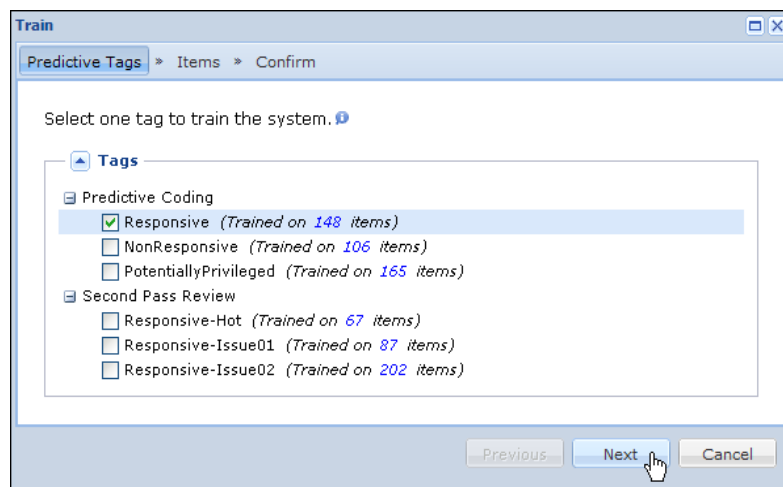 Train
Predictive Tags » Items » Confirm
Select one tag to train the system.
Tags
Predictive Coding
Responsive (Trained on 148 items)
NonResponsive (Trained on 106 items)
PotentiallyPrivileged (Trained on 165 items)
Second Pass Review
Responsive-Hot (Trained on 67 items)
Responsive-Issue01 (Trained on 87 items)
Responsive-Issue02 (Trained on 202 items)
Previous Next Cancel